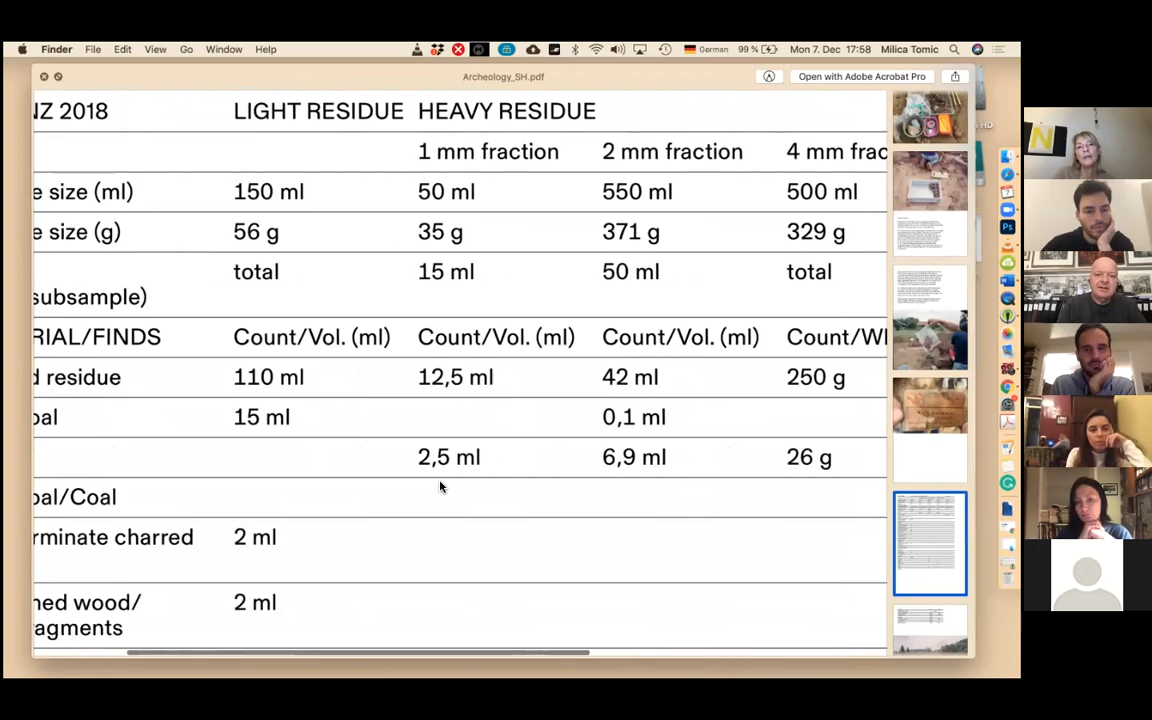 Finder File Edit View Go Window Help German 99 % Mon 7. Dec 17:58 Milica Tomic
Archeology_SH.pdf Open with Adobe Acrobat Pro
NZ 2018 LIGHT RESIDUE HEAVY RESIDUE
1 mm fraction 2 mm fraction 4 mm frac
e size (ml) 150 ml 50 ml 550 ml 500 ml
e size (g) 56 g 35 g 371 g 329 g
total 15 ml 50 ml total
subsample)
RIAL/FINDS Count/Vol. (ml) Count/Vol. (ml) Count/Vol. (ml) Count/W
d residue 110 ml 12,5 ml 42 ml 250 g
oal 15 ml 0,1 ml
2,5 ml 6,9 ml 26 g
oal/Coal
rminate charred 2 ml
ned wood/ 2 ml
ragments
HD
7
Ps
N